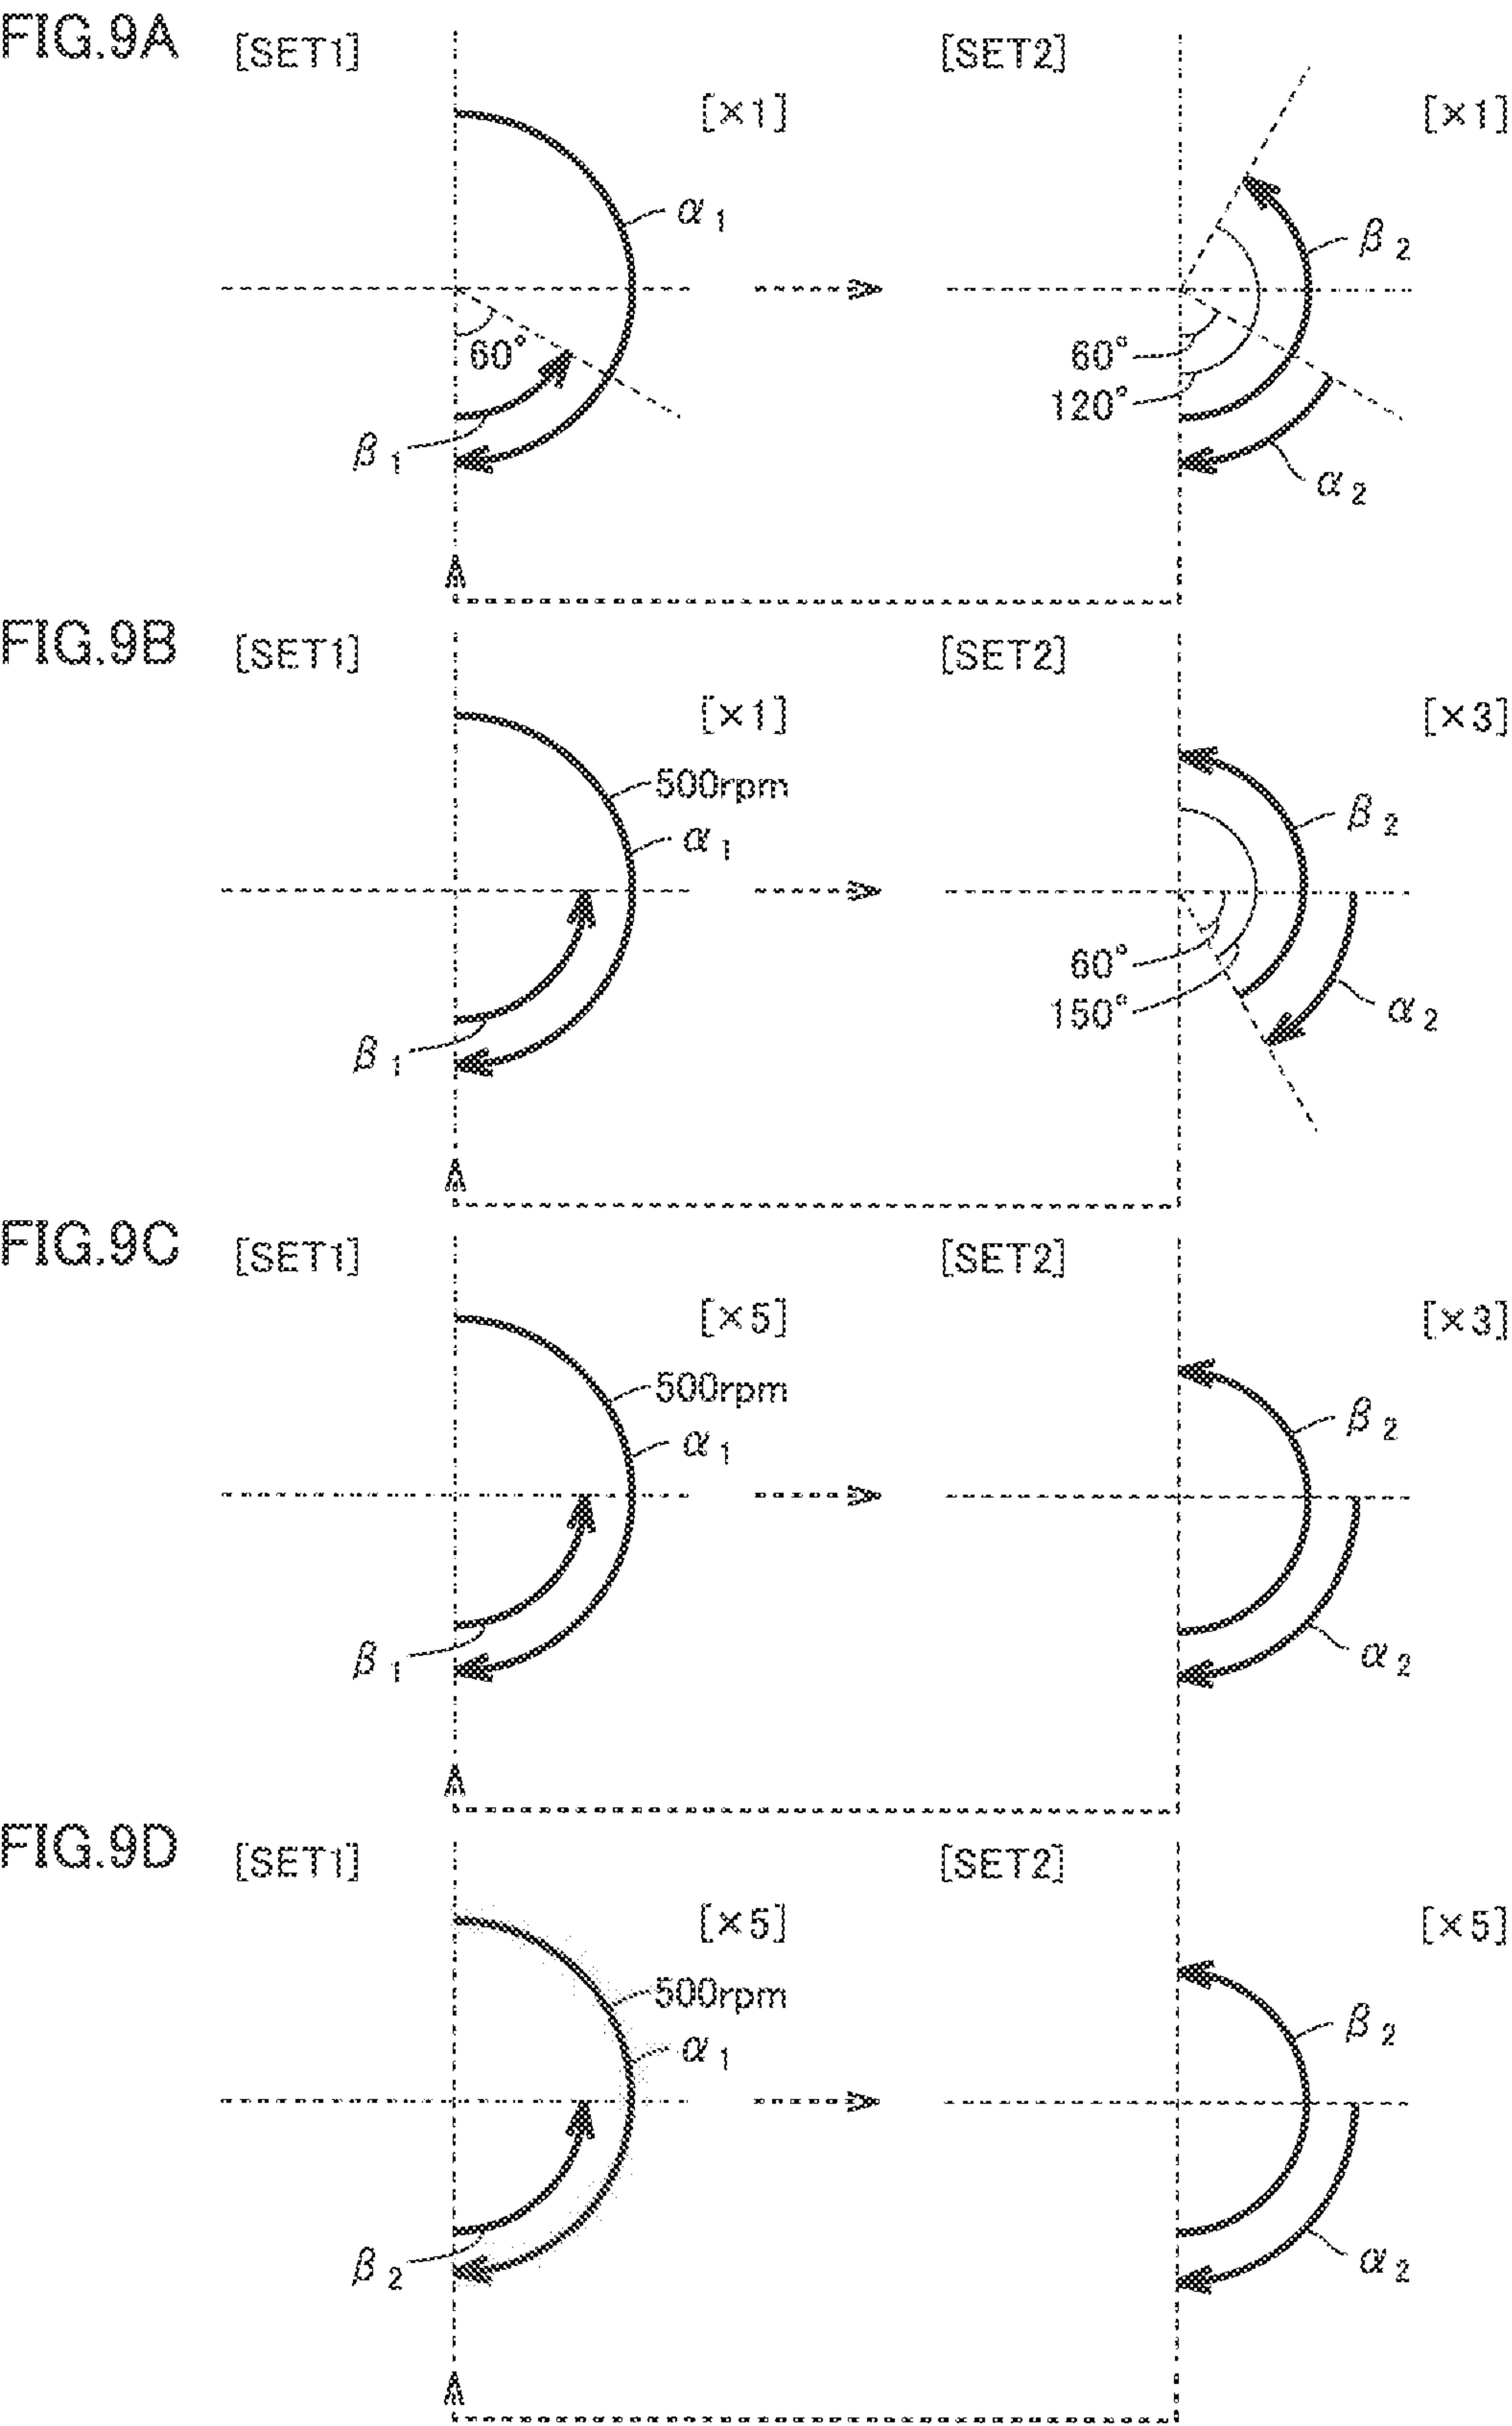 FIG.9A [SET1] [SET2]
[×1] [×1]
α1
β2
60°
60°
120°
β1
α2
FIG.9B [SET1] [SET2]
[×1] [×3]
500rpm
β2
α1
60°
150°
α2
β1
FIG.9C [SET1] [SET2]
[×5] [×3]
500rpm
β2
α1
β1
α2
FIG.9D [SET1] [SET2]
[×5] [×5]
500rpm
β2
α1
β2
α2